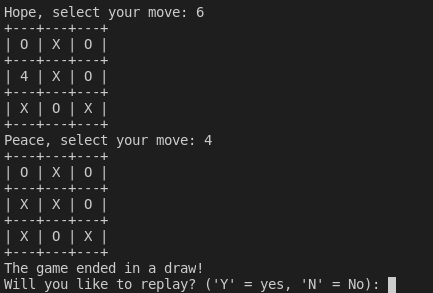 Hope, select your move: 6
+---+---+---+
| O | X | O |
+---+---+---+
| 4 | X | O |
+---+---+---+
| X | O | X |
+---+---+---+
Peace, select your move: 4
+---+---+---+
| O | X | O |
+---+---+---+
| X | X | O |
+---+---+---+
| X | O | X |
+---+---+---+
The game ended in a draw!
Will you like to replay? ('Y' = yes, 'N' = No):